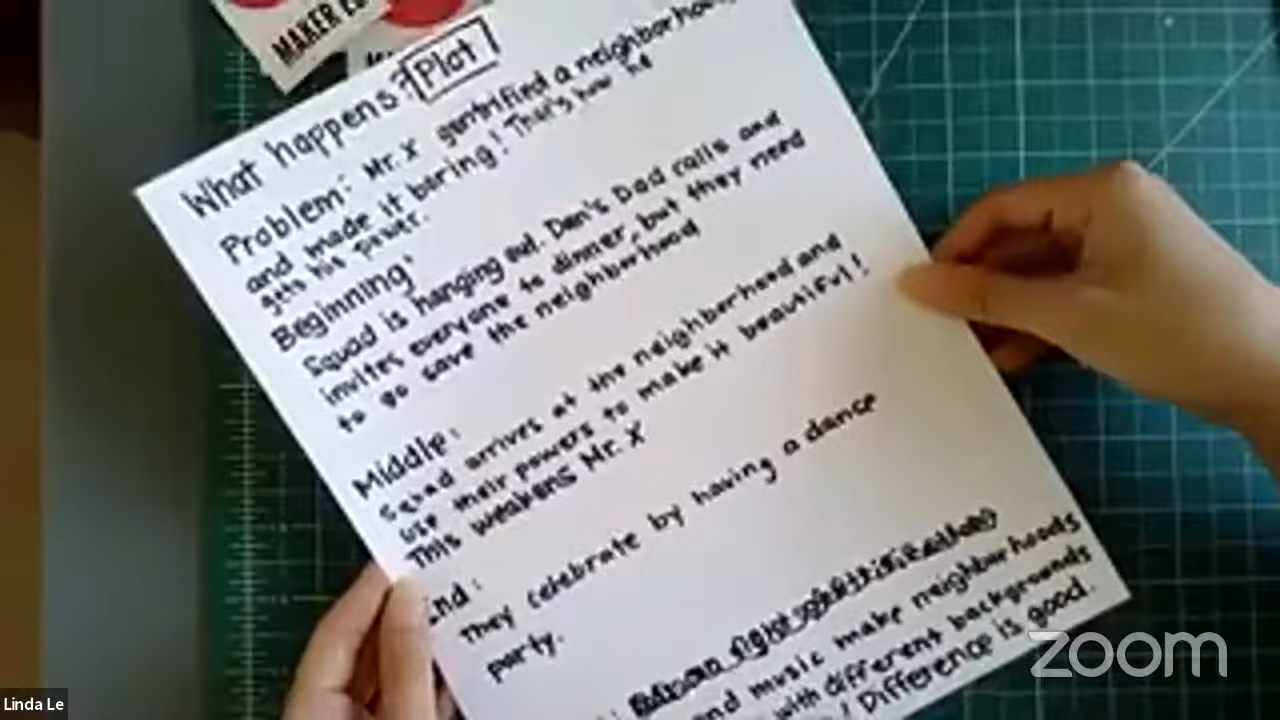 MAKER
What happens? Plot
Problem: Mr. X gentrified a neighborhood
and made it boring! That's how he
gets his power.
Beginning:
Squad is hanging out. Dan's Dad calls and
invites everyone to dinner, but they need
to go save the neighborhood
Middle:
Squad arrives at the neighborhood and
use their powers to make it beautiful!
This weakens Mr. X
End:
They celebrate by having a dance
party.
and music make neighborhoods
with different backgrounds
! Difference is good.
zoom
Linda Le